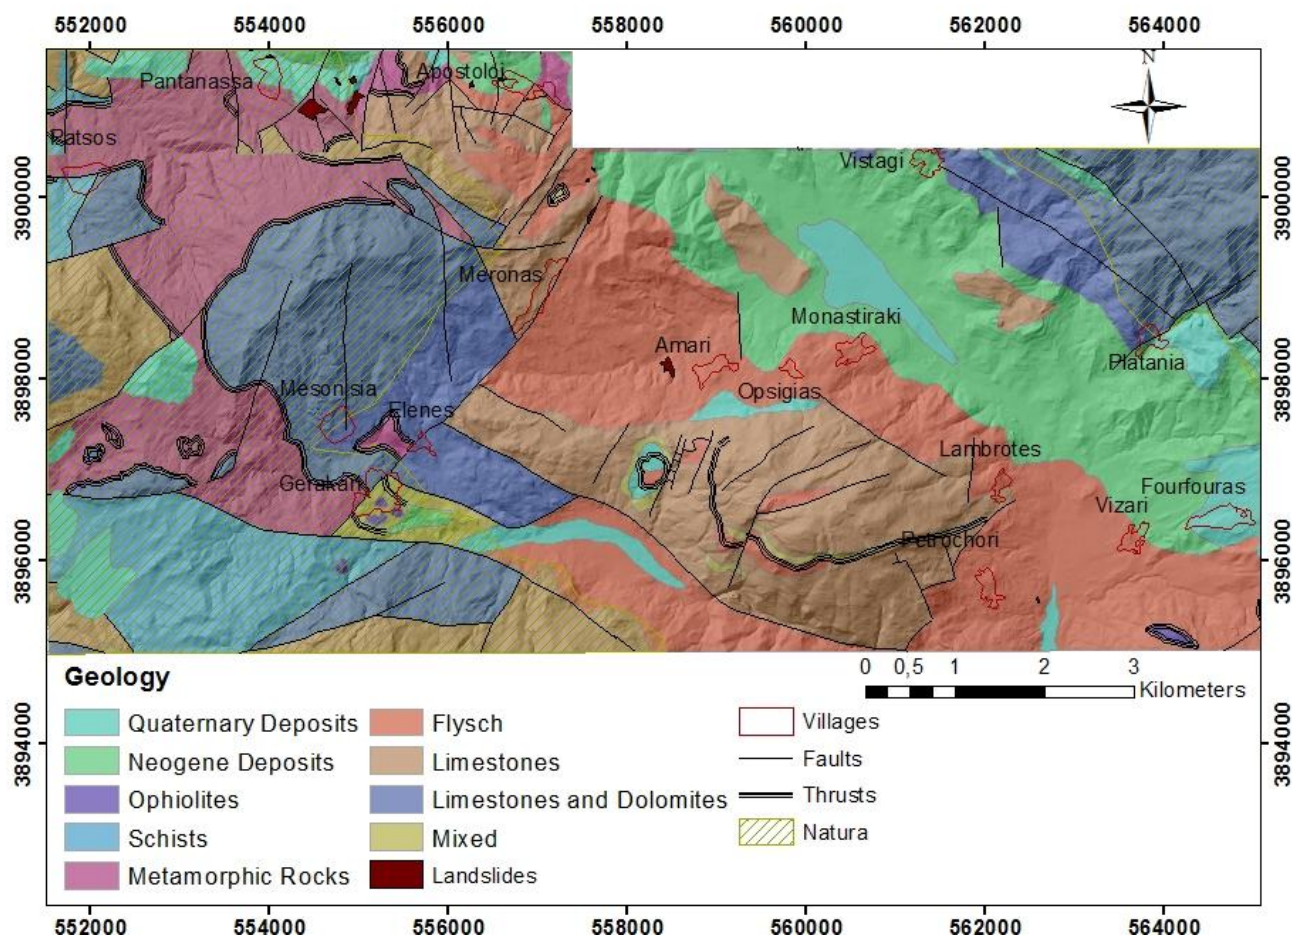 552000 554000 556000 558000 560000 562000 564000
N
Pantanassa
Apostoloi
Patsos
Vistagi
3900000
3900000
Meronas
Monastiraki
Amari
Platania
3898000
3898000
Mesonisia
Opsigias
Elenes
Lambrotes
Gerakari
Fourfouras
Vizari
Petrochori
3896000
3896000
0 0,5 1 2 3
Kilometers
Geology
Quaternary Deposits
Neogene Deposits
Ophiolites
Schists
Metamorphic Rocks
Flysch
Limestones
Limestones and Dolomites
Mixed
Landslides
Villages
Faults
Thrusts
Natura
3894000
3894000
552000 554000 556000 558000 560000 562000 564000